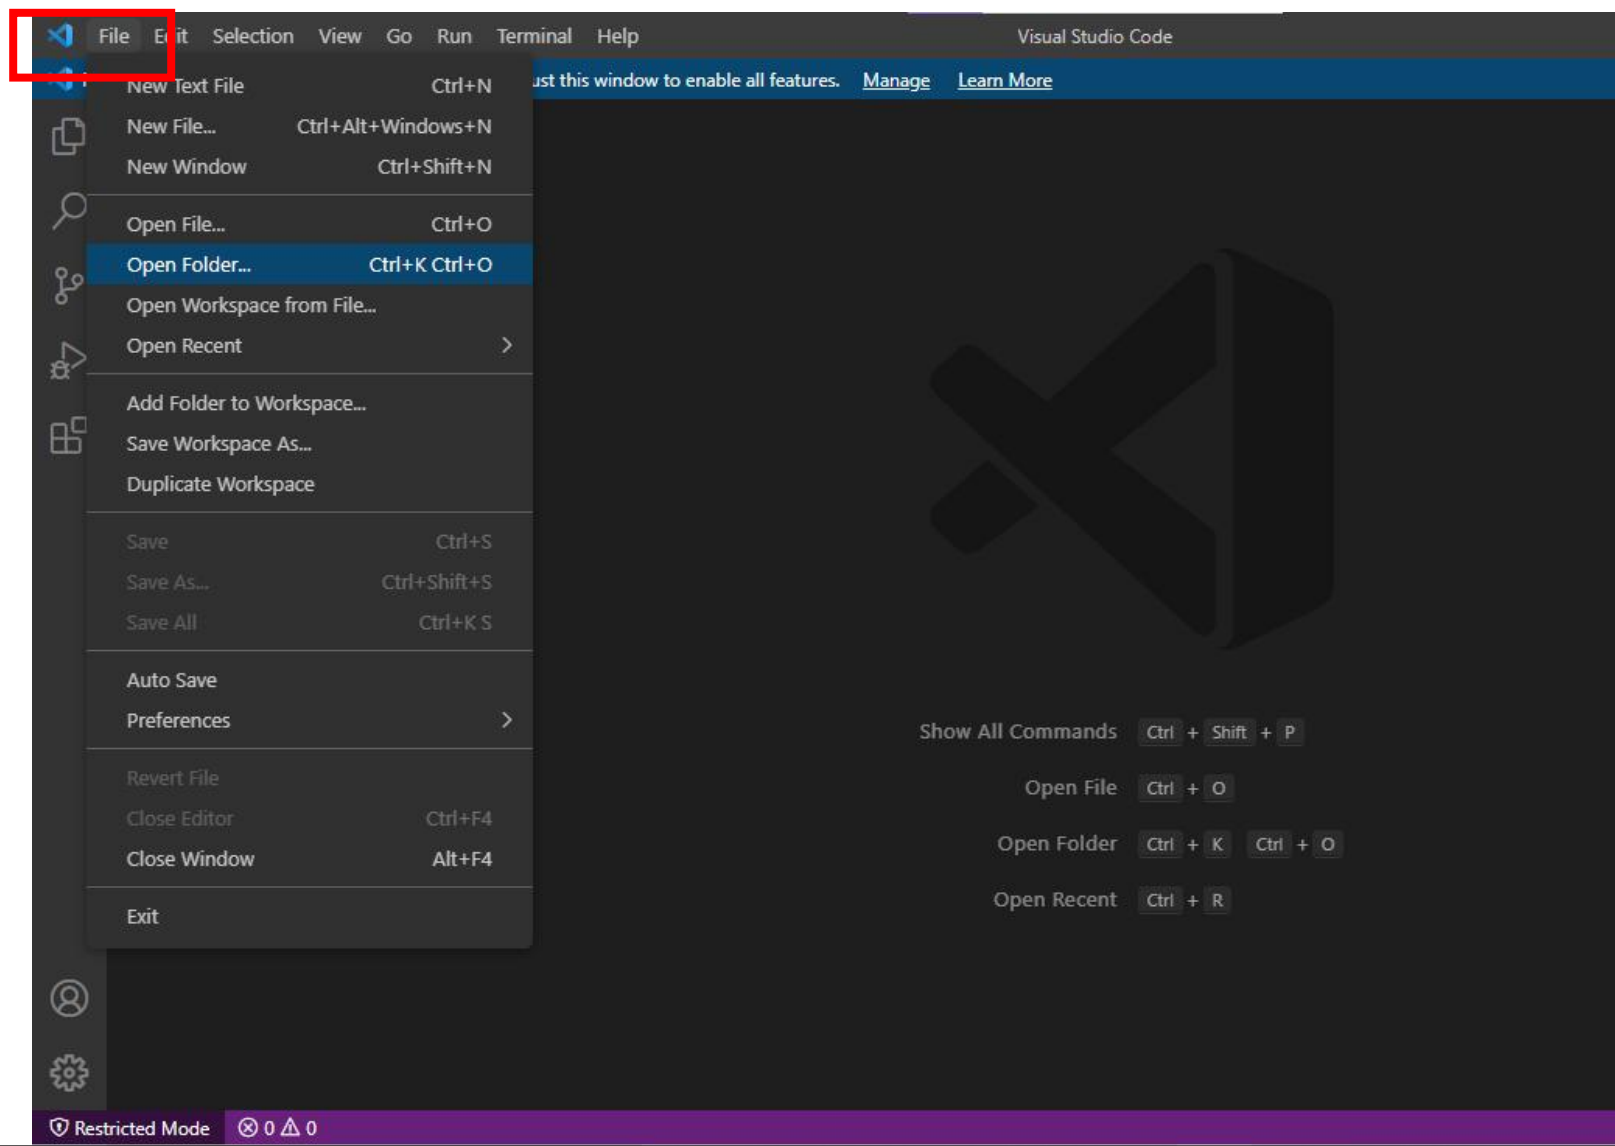 File Edit Selection View Go Run Terminal Help Visual Studio Code
ust this window to enable all features. Manage Learn More
New Text File Ctrl+N
New File... Ctrl+Alt+Windows+N
New Window Ctrl+Shift+N
Open File... Ctrl+O
Open Folder... Ctrl+K Ctrl+O
Open Workspace from File...
Open Recent
Add Folder to Workspace...
Save Workspace As...
Duplicate Workspace
Save Ctrl+S
Save As... Ctrl+Shift+S
Save All Ctrl+K S
Auto Save
Preferences
Revert File
Close Editor Ctrl+F4
Close Window Alt+F4
Exit
Show All Commands Ctrl + Shift + P
Open File Ctrl + O
Open Folder Ctrl + K Ctrl + O
Open Recent Ctrl + R
Restricted Mode 0 0